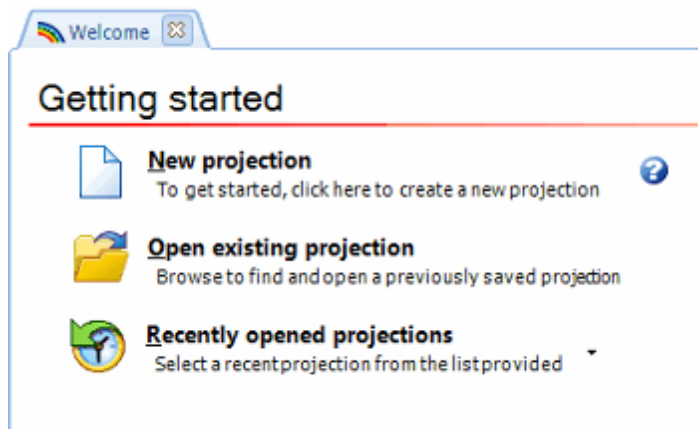 Welcome
Getting started
New projection
To get started, click here to create a new projection
Open existing projection
Browse to find and open a previously saved projection
Recently opened projections
Select a recent projection from the list provided